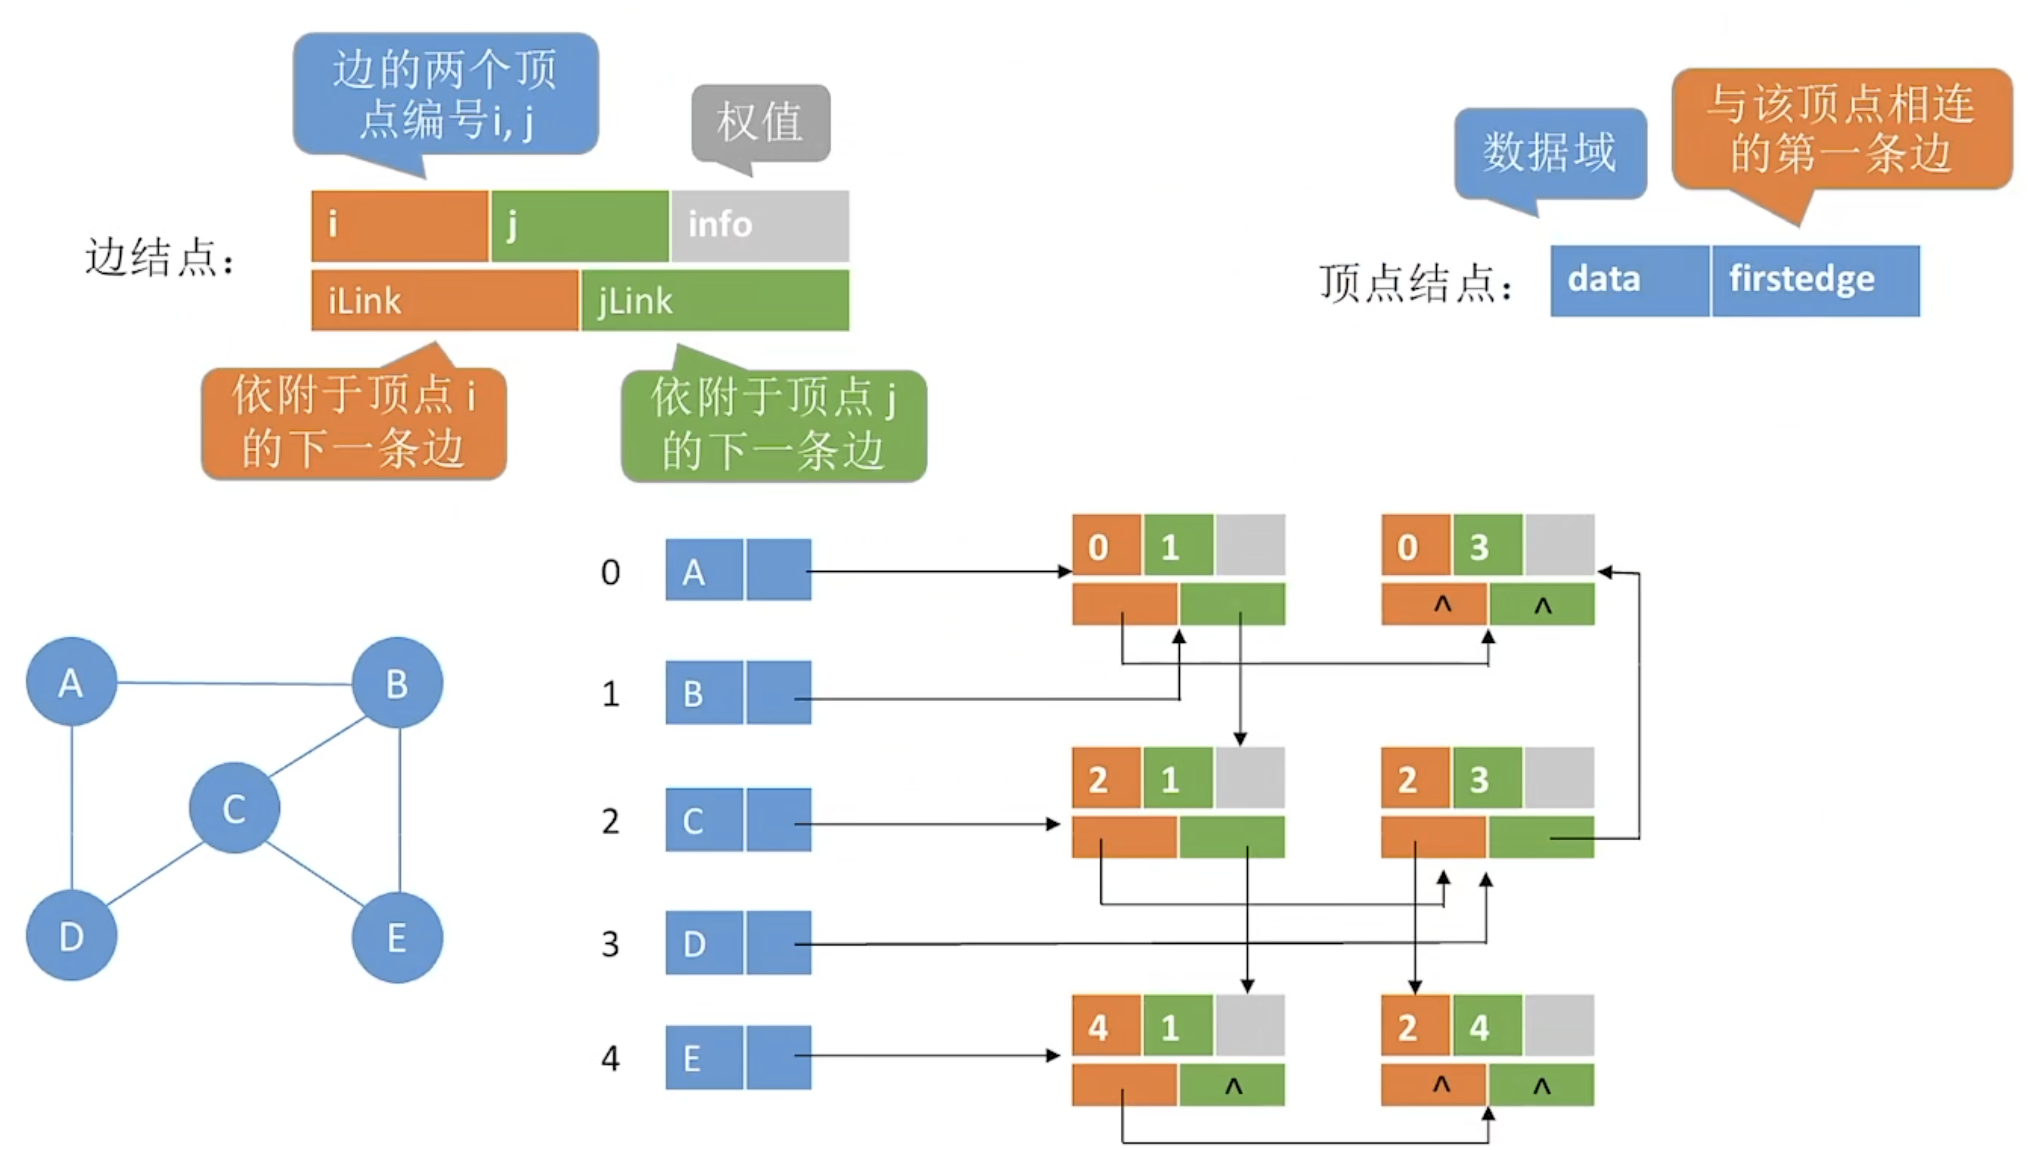 边的两个顶
点编号i, j
权值
数据域
与该顶点相连
的第一条边
边结点：
i
j
info
iLink
jLink
顶点结点：
data
firstedge
依附于顶点 i
的下一条边
依附于顶点 j
的下一条边
0
A
0
1
0
3
^
^
1
B
A
B
C
D
E
2
C
2
1
2
3
3
D
4
E
4
1
^
2
4
^
^